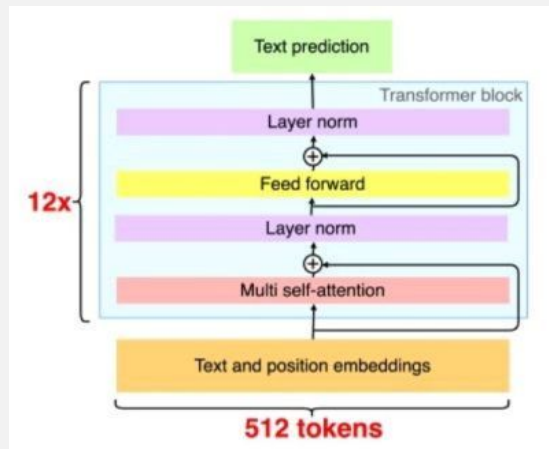 Text prediction
Transformer block
Layer norm
Feed forward
12x
Layer norm
Multi self-attention
Text and position embeddings
512 tokens